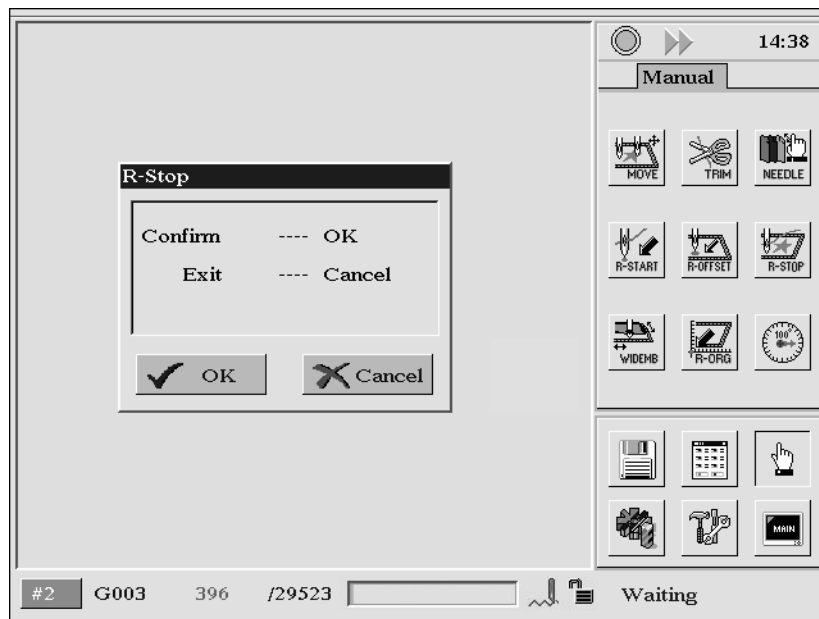 14:38
Manual
MOVE TRIM NEEDLE
R-START R-OFFSET R-STOP
WIDEMB R-ORG 100°
MAIN
R-Stop
Confirm ---- OK
Exit ---- Cancel
OK Cancel
#2 G003 396 /29523 Waiting